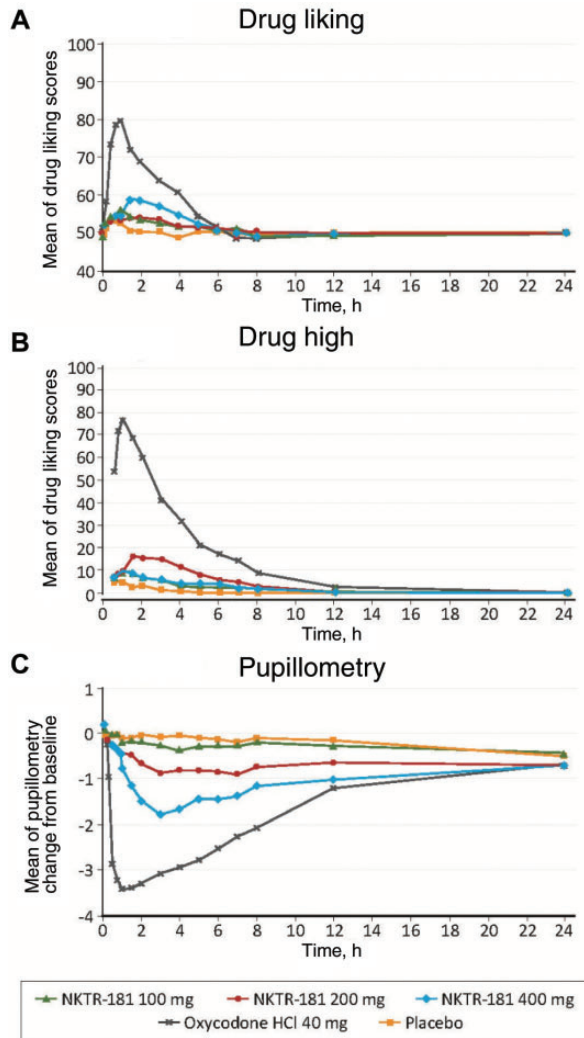 A
Drug liking
Mean of drug liking scores
100
90
80
70
60
50
40
0 2 4 6 8 10 12 14 16 18 20 22 24
Time, h
B
Drug high
Mean of drug liking scores
100
90
80
70
60
50
40
30
20
10
0
0 2 4 6 8 10 12 14 16 18 20 22 24
Time, h
C
Pupillometry
Mean of pupillometry
change from baseline
1
0
-1
-2
-3
-4
0 2 4 6 8 10 12 14 16 18 20 22 24
Time, h
NKTR-181 100 mg NKTR-181 200 mg NKTR-181 400 mg
Oxycodone HCl 40 mg Placebo